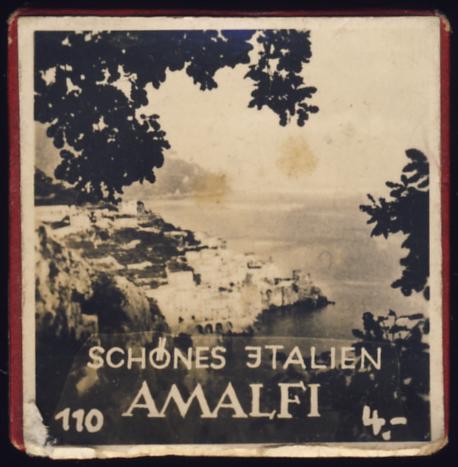 SCHÖNES ITALIEN
AMALFI
110 4,-